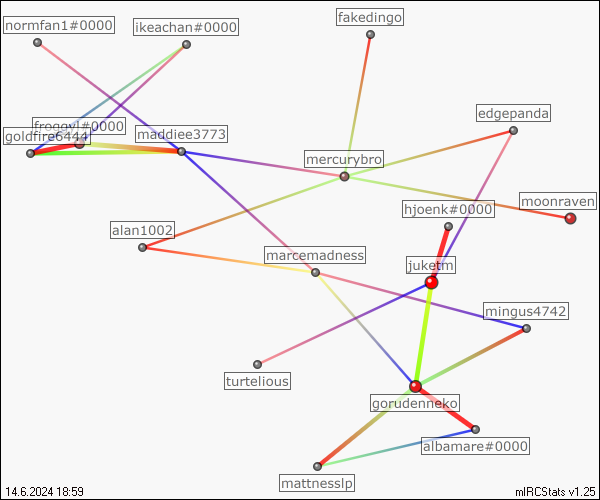 normfan1#0000
ikeachan#0000
fakedingo
edgepanda
froggy1#0000
goldfire6444
maddiee3773
mercurybro
moonraven
hjoenk#0000
alan1002
marcemadness
juketm
mingus4742
turtelious
gorudenneko
albamare#0000
mattnesslp
14.6.2024 18:59
mIRCStats v1.25